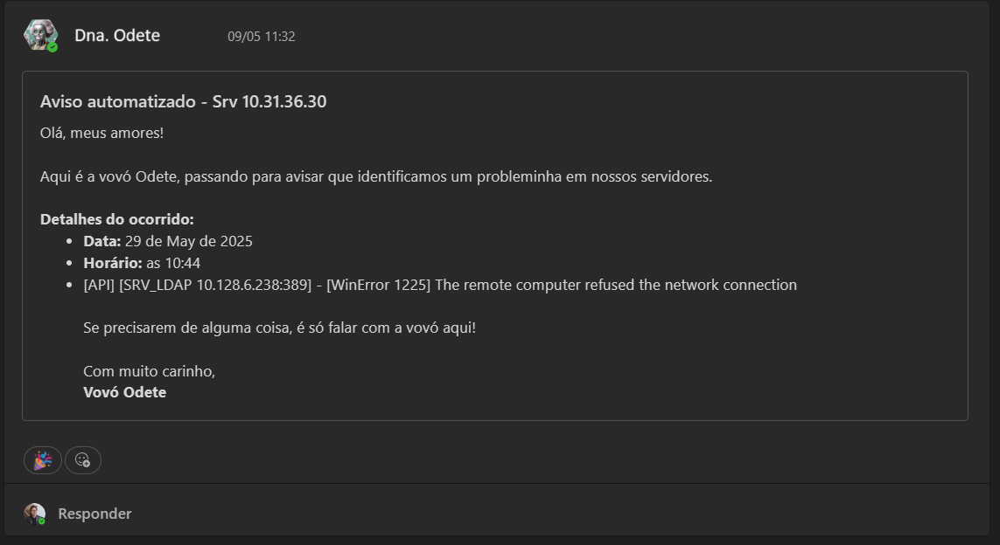 Dna. Odete 09/05 11:32
Aviso automatizado - Srv 10.31.36.30
Olá, meus amores!
Aqui é a vovó Odete, passando para avisar que identificamos um probleminha em nossos servidores.
Detalhes do ocorrido:
• Data: 29 de May de 2025
• Horário: as 10:44
• [API] [SRV_LDAP 10.128.6.238:389] - [WinError 1225] The remote computer refused the network connection
Se precisarem de alguma coisa, é só falar com a vovó aqui!
Com muito carinho,
Vovó Odete
Responder